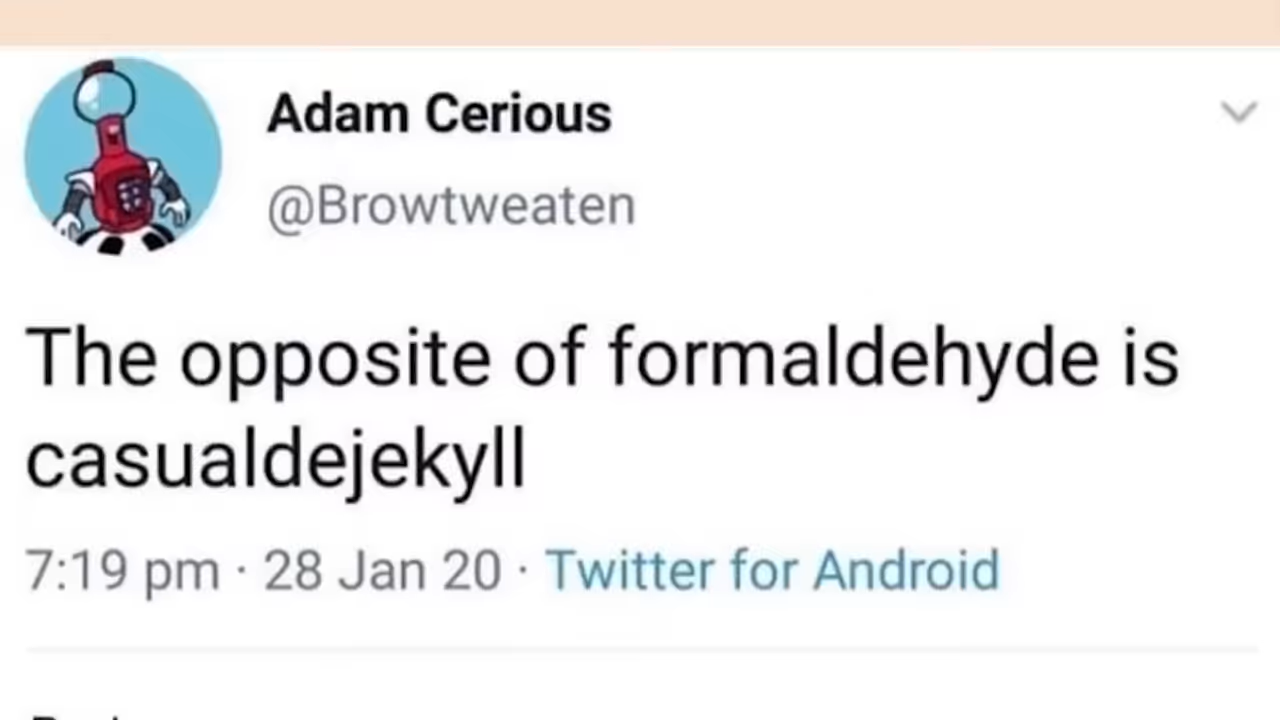 Adam Cerious
@Browtweaten
The opposite of formaldehyde is
casualdejekyll
7:19 pm · 28 Jan 20 · Twitter for Android